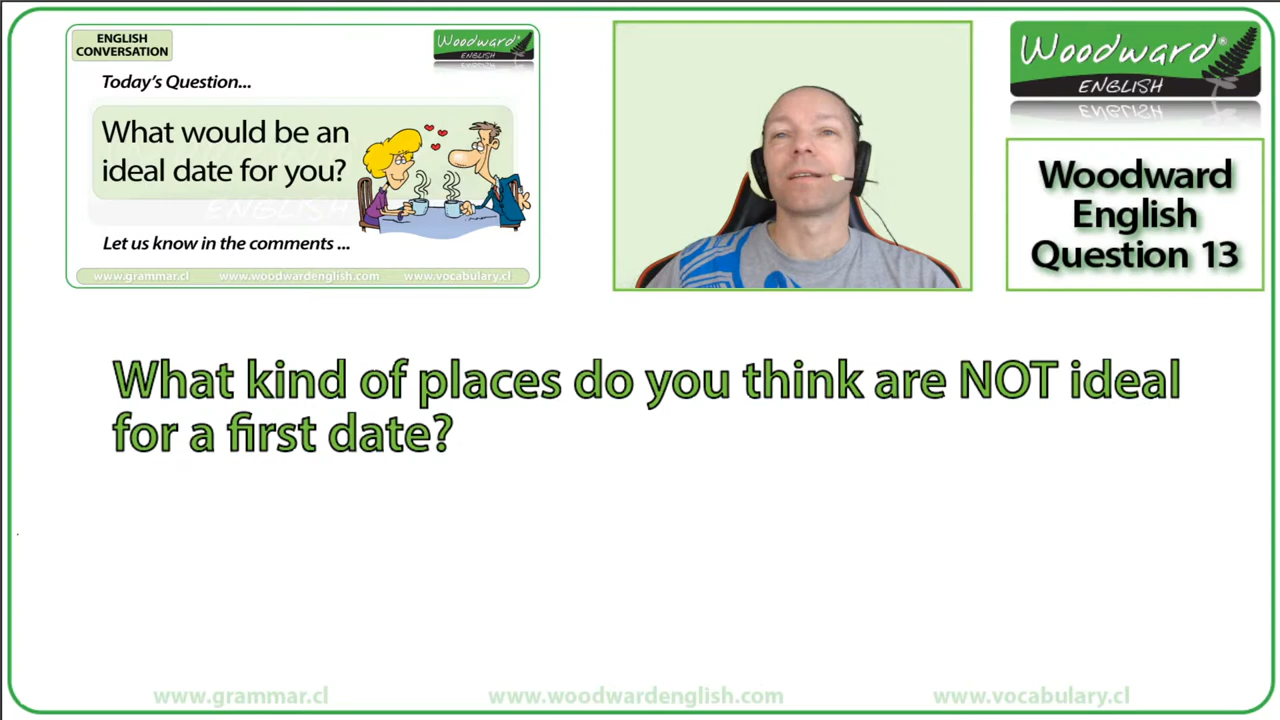 ENGLISH
CONVERSATION
Woodward®
ENGLISH
Today's Question...
What would be an
ideal date for you?
ENGLISH
Let us know in the comments ...
www.grammar.cl www.woodwardenglish.com www.vocabulary.cl
Woodward®
ENGLISH
Woodward
English
Question 13
What kind of places do you think are NOT ideal
for a first date?
www.grammar.cl www.woodwardenglish.com www.vocabulary.cl